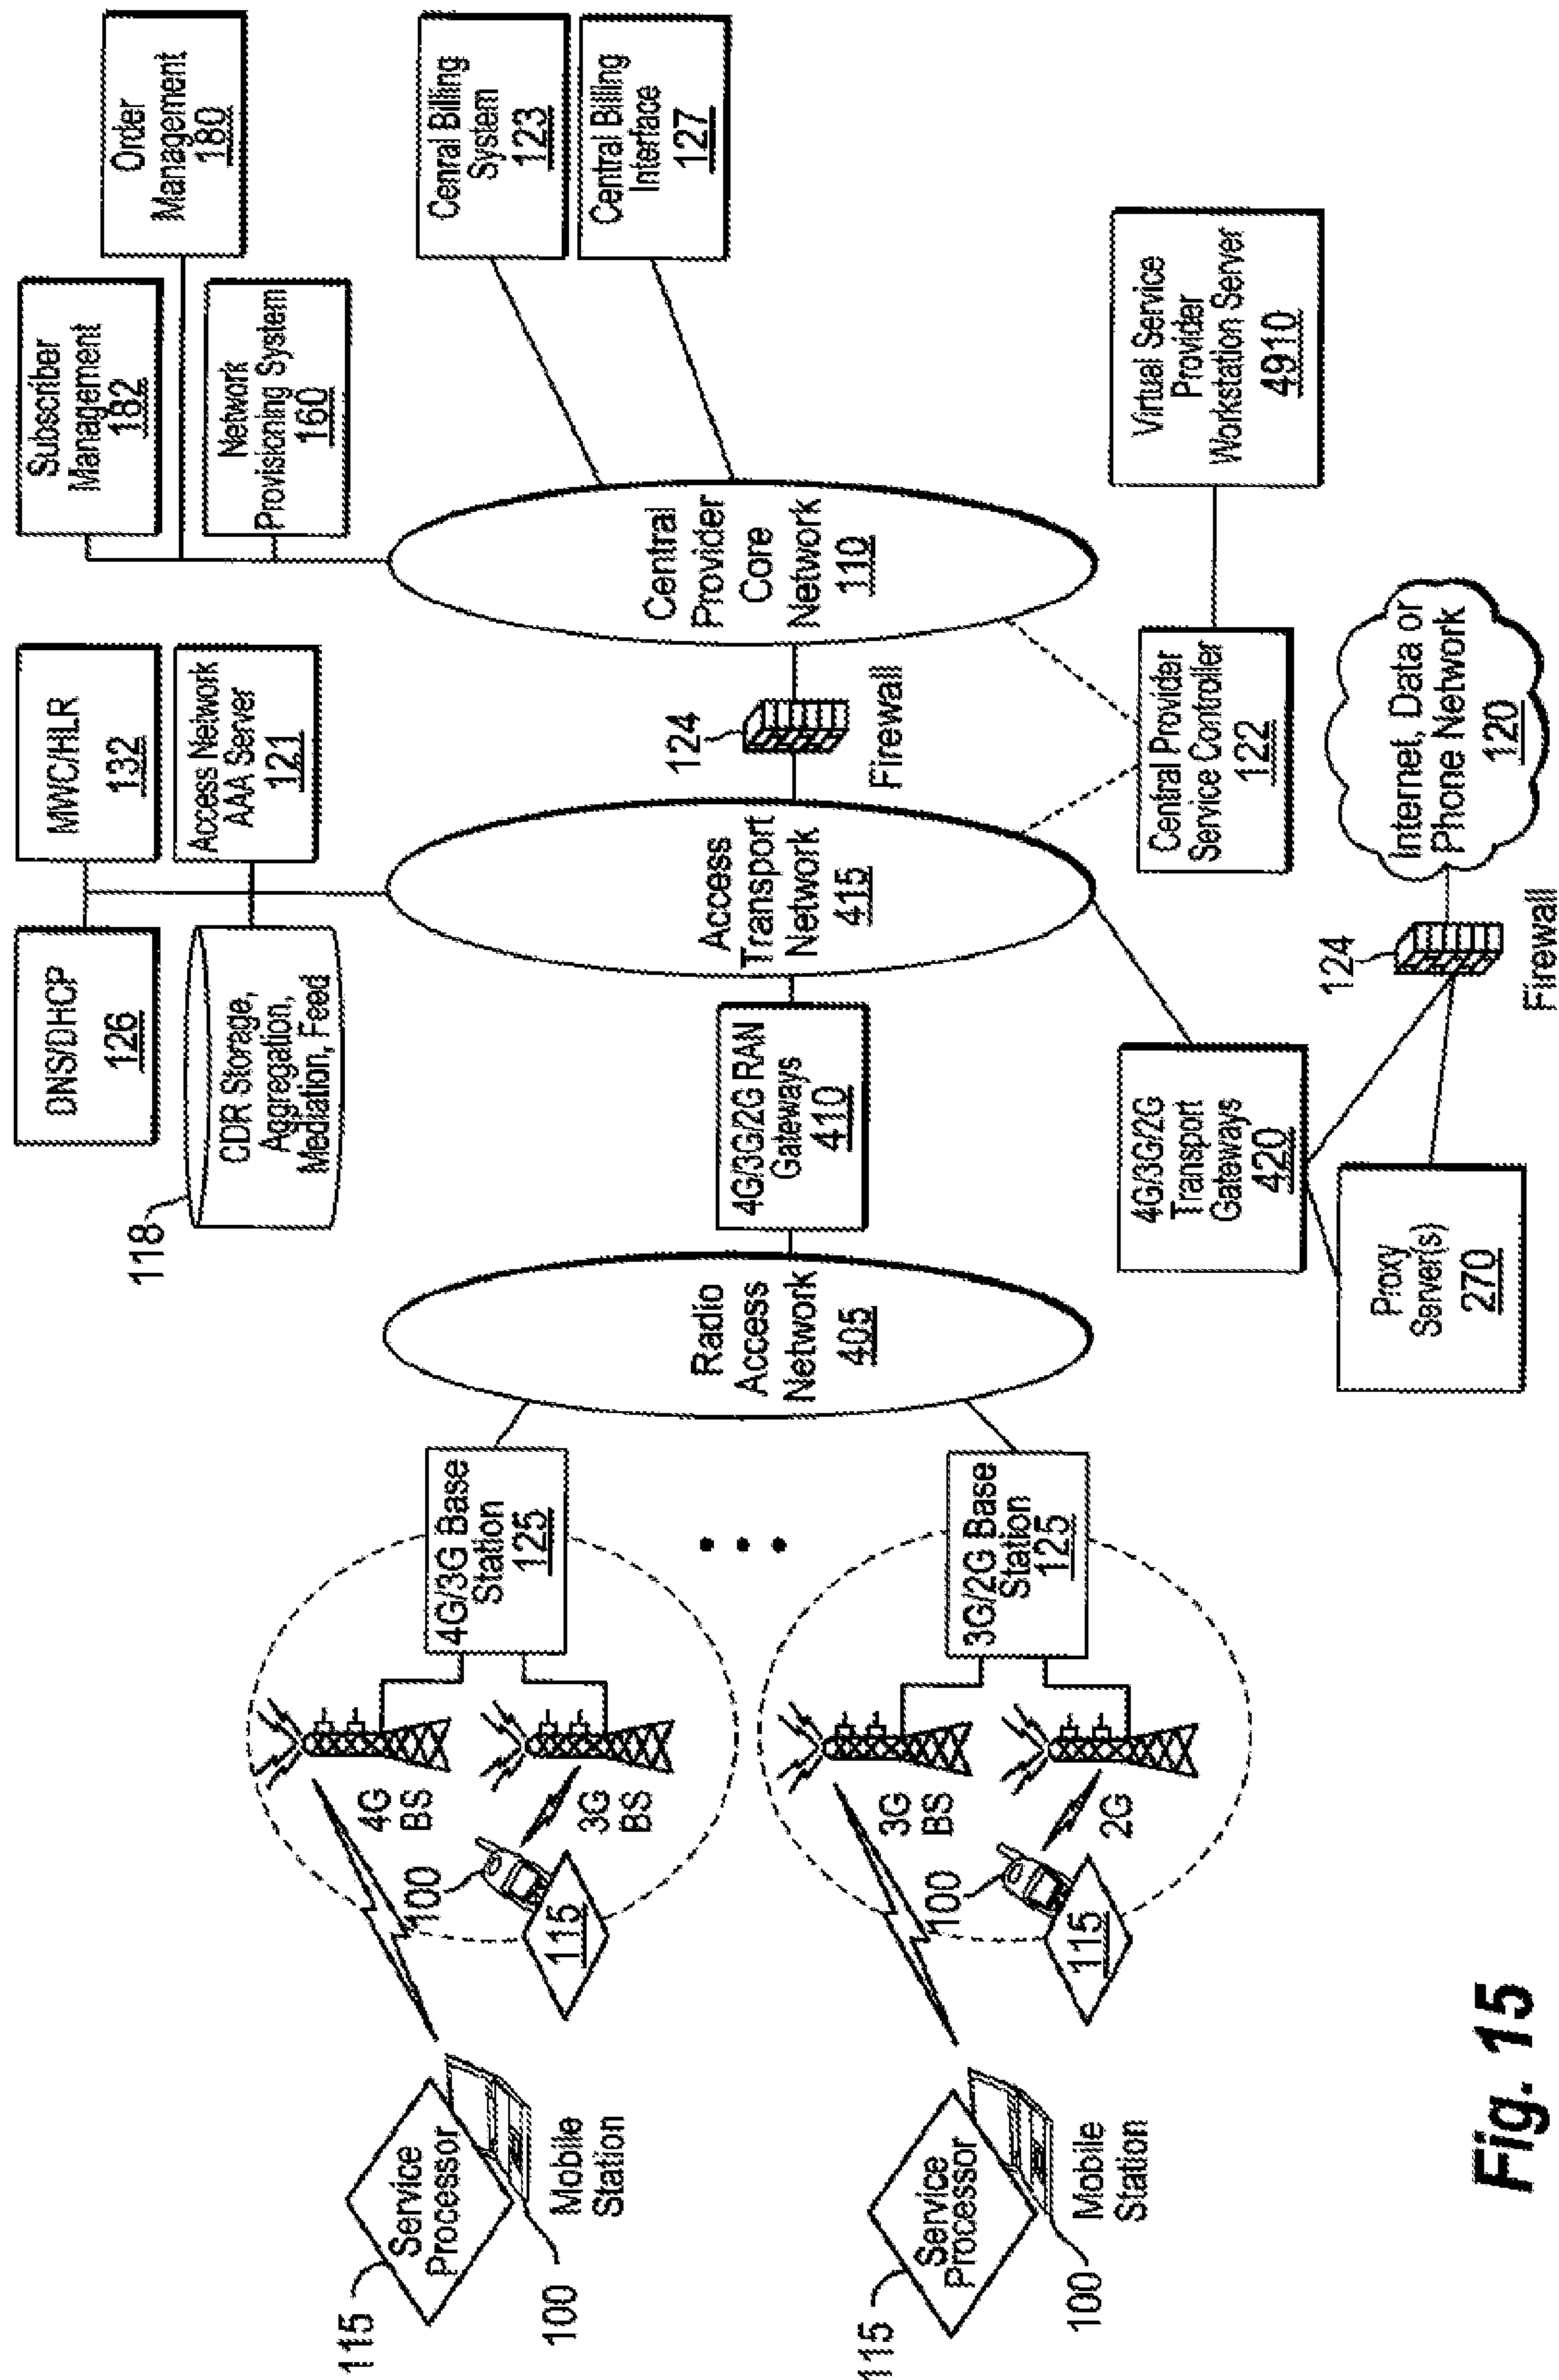 Subscriber
Management
182
Order
Management
180
Network
Provisioning System
160
DNS/DHCP
126
MWC/HLR
132
118
CDR Storage,
Aggregation,
Mediation, Feed
Access Network
AAA Server
121
Cenral Billing
System
123
Central Billing
Interface
127
115
Service
Processor
100
Mobile
Station
4G
BS
100
3G
BS
115
4G/3G Base
Station
125
Radio
Access
Network
405
4G/3G/2G RAN
Gateways
410
Access
Transport
Network
415
124
Firewall
Central
Provider
Core
Network
110
115
Service
Processor
100
Mobile
Station
3G
BS
100
2G
115
3G/2G Base
Station
125
4G/3G/2G
Transport
Gateways
420
Central Provider
Service Controller
122
Virtual Service
Provider
Workstation Server
4910
Proxy
Server(s)
270
124
Firewall
Internet, Data or
Phone Network
120
Fig. 15